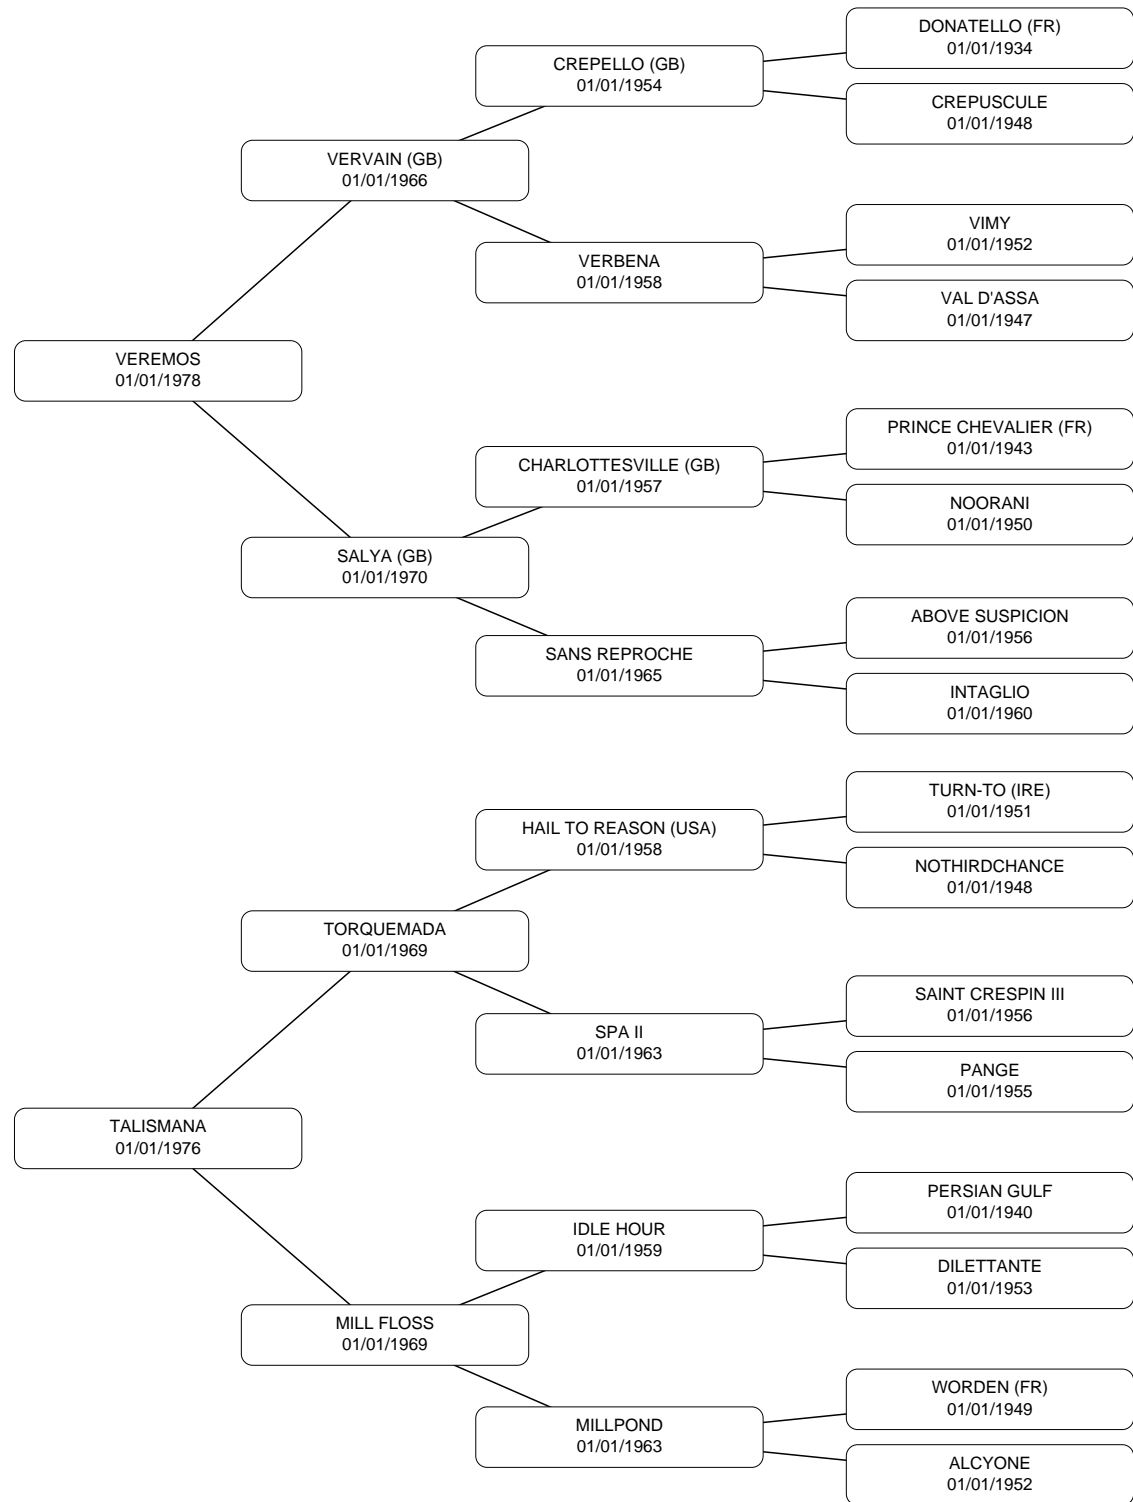 DONATELLO (FR)
01/01/1934
CREPELLO (GB)
01/01/1954
CREPUSCULE
01/01/1948
VERVAIN (GB)
01/01/1966
VIMY
01/01/1952
VERBENA
01/01/1958
VAL D'ASSA
01/01/1947
VEREMOS
01/01/1978
PRINCE CHEVALIER (FR)
01/01/1943
CHARLOTTESVILLE (GB)
01/01/1957
NOORANI
01/01/1950
SALYA (GB)
01/01/1970
ABOVE SUSPICION
01/01/1956
SANS REPROCHE
01/01/1965
INTAGLIO
01/01/1960
TURN-TO (IRE)
01/01/1951
HAIL TO REASON (USA)
01/01/1958
NOTHIRDCHANCE
01/01/1948
TORQUEMADA
01/01/1969
SAINT CRESPIN III
01/01/1956
SPA II
01/01/1963
PANGE
01/01/1955
TALISMANA
01/01/1976
PERSIAN GULF
01/01/1940
IDLE HOUR
01/01/1959
DILETTANTE
01/01/1953
MILL FLOSS
01/01/1969
WORDEN (FR)
01/01/1949
MILLPOND
01/01/1963
ALCYONE
01/01/1952